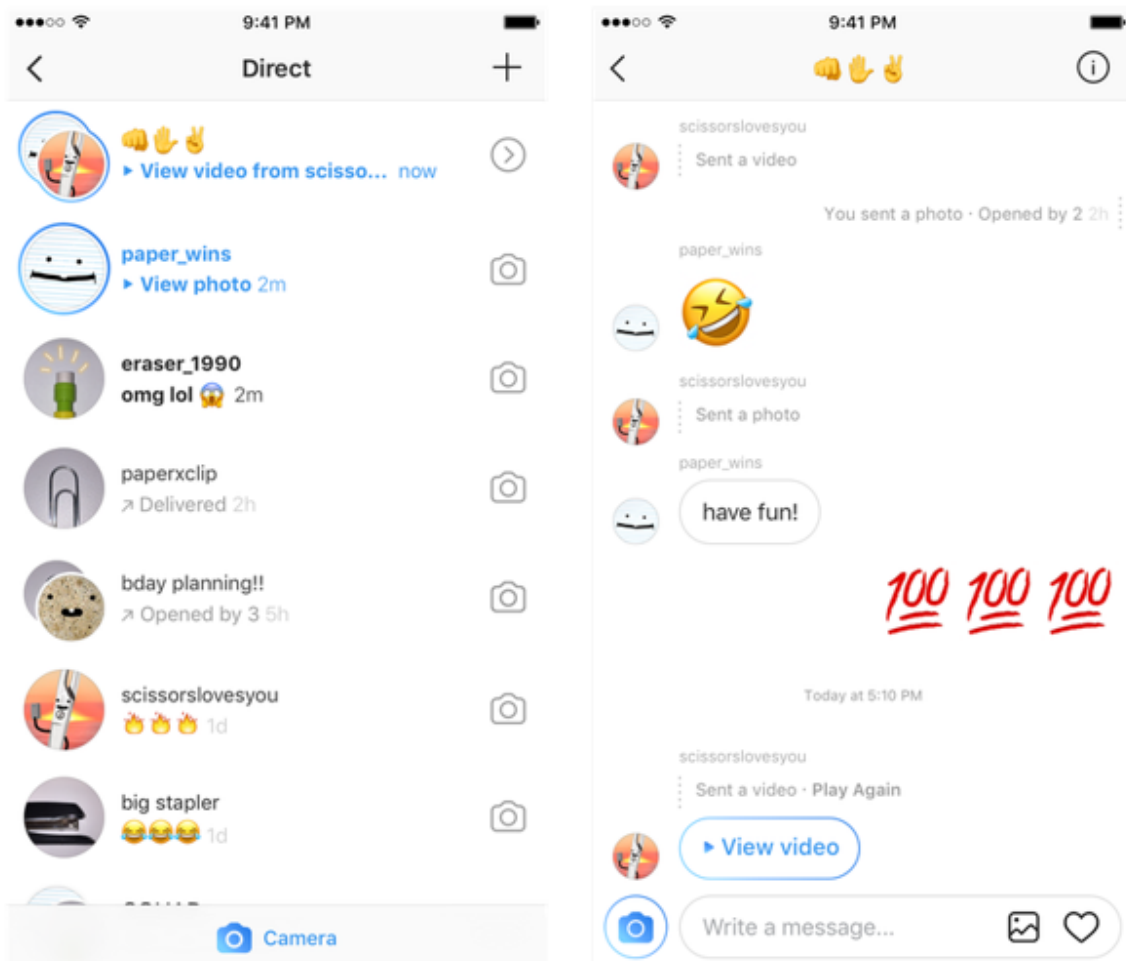 9:41 PM
Direct
👊✋✌️
▸ View video from scisso... now
paper_wins
▸ View photo 2m
eraser_1990
omg lol 😱 2m
paperxclip
↗ Delivered 2h
bday planning!!
↗ Opened by 3 5h
scissorslovesyou
🔥🔥🔥 1d
big stapler
😂😂😂 1d
Camera
9:41 PM
👊✋✌️
scissorslovesyou
Sent a video
You sent a photo · Opened by 2 2h
paper_wins
🤣
scissorslovesyou
Sent a photo
paper_wins
have fun!
💯 💯 💯
Today at 5:10 PM
scissorslovesyou
Sent a video · Play Again
▸ View video
Write a message...